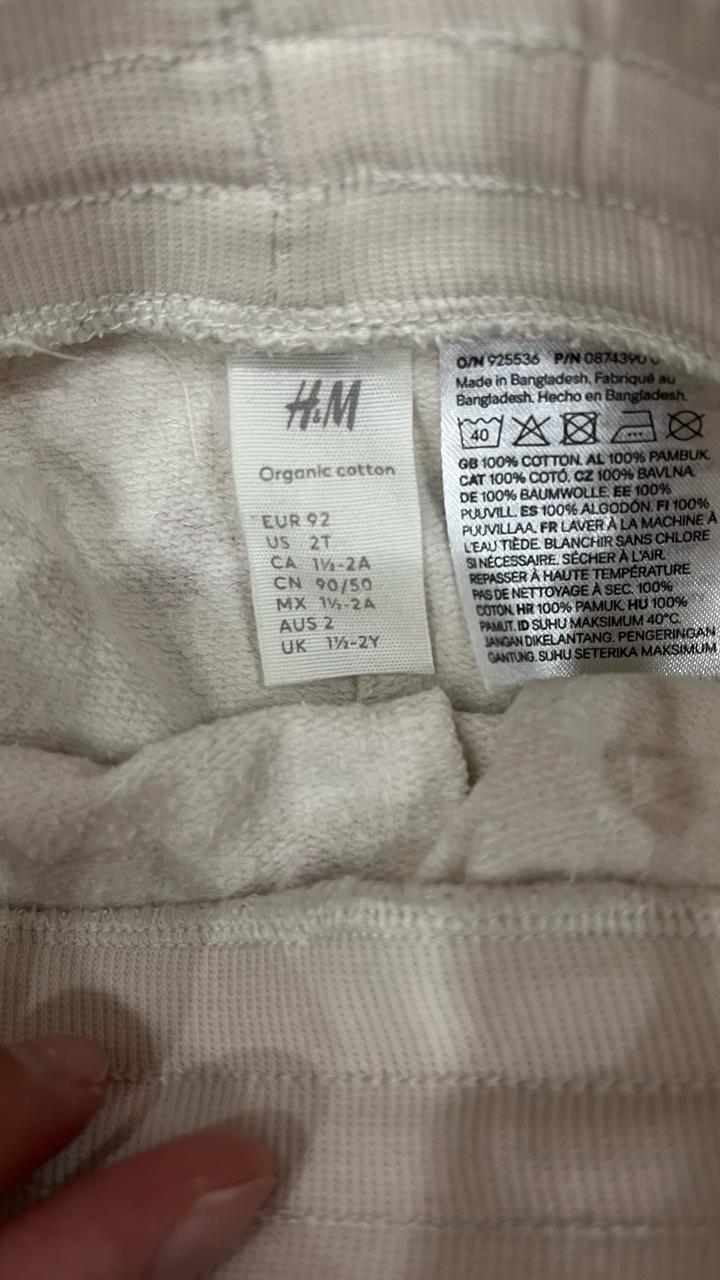 H&M
Organic cotton
EUR 92
US 2T
CA 1½-2A
CN 90/50
MX 1½-2A
AUS 2
UK 1½-2Y
O/N 925536 P/N 0874390
Made in Bangladesh. Fabriqué au
Bangladesh. Hecho en Bangladesh.
40
GB 100% COTTON. AL 100% PAMBUK.
CAT 100% COTÓ. CZ 100% BAVLNA.
DE 100% BAUMWOLLE. EE 100%
PUUVILL. ES 100% ALGODÓN. FI 100%
PUUVILLAA. FR LAVER À LA MACHINE À
L'EAU TIÈDE. BLANCHIR SANS CHLORE
SI NÉCESSAIRE. SÉCHER À L'AIR.
REPASSER À HAUTE TEMPÉRATURE
PAS DE NETTOYAGE À SEC. 100%
COTON. HR 100% PAMUK. HU 100%
PAMUT. ID SUHU MAKSIMUM 40°C.
JANGAN DIKELANTANG. PENGERINGAN
GANTUNG. SUHU SETERIKA MAKSIMUM